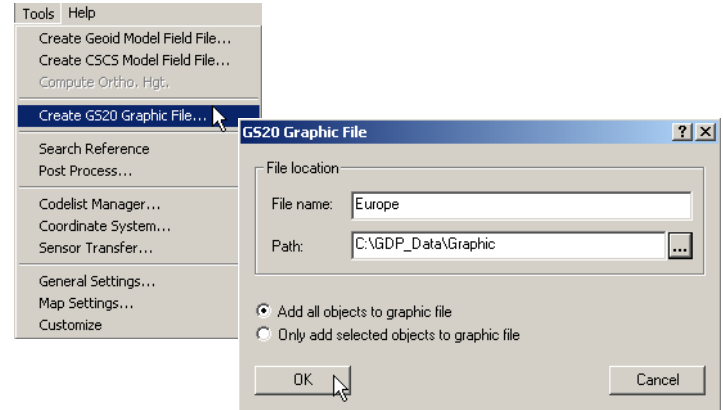 Tools Help
Create Geoid Model Field File...
Create CSCS Model Field File...
Compute Ortho. Hgt.
Create GS20 Graphic File...
Search Reference
Post Process...
Codelist Manager...
Coordinate System...
Sensor Transfer...
General Settings...
Map Settings...
Customize
GS20 Graphic File
File location
File name: Europe
Path: C:\GDP_Data\Graphic ...
Add all objects to graphic file
Only add selected objects to graphic file
OK Cancel